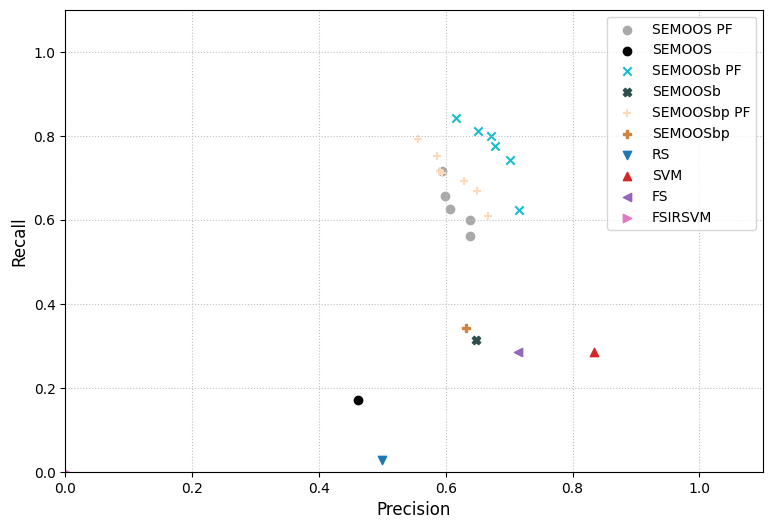 SEMOOS PF
SEMOOS
SEMOOSb PF
SEMOOSb
SEMOOSbp PF
SEMOOSbp
RS
SVM
FS
FSIRSVM
1.0
0.8
0.6
0.4
0.2
0.0
Recall
0.0 0.2 0.4 0.6 0.8 1.0
Precision